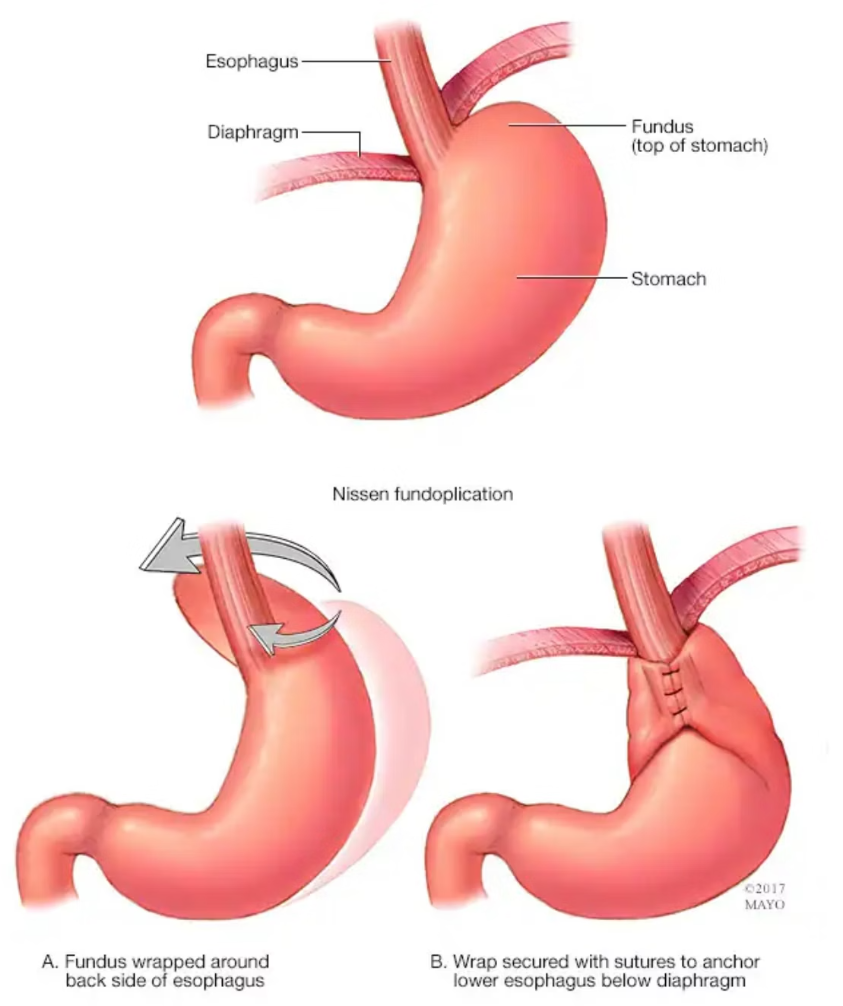 Esophagus
Diaphragm
Fundus
(top of stomach)
Stomach
Nissen fundoplication
A. Fundus wrapped around
back side of esophagus
B. Wrap secured with sutures to anchor
lower esophagus below diaphragm
©2017
MAYO